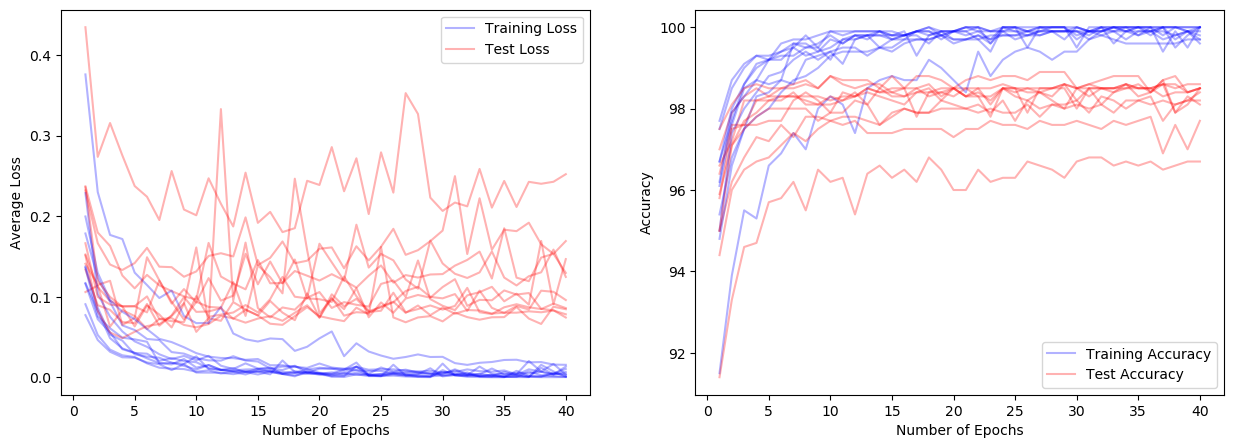 0.4
0.3
0.2
0.1
0.0
Average Loss
0 5 10 15 20 25 30 35 40
Number of Epochs
Training Loss
Test Loss
100
98
96
94
92
Accuracy
0 5 10 15 20 25 30 35 40
Number of Epochs
Training Accuracy
Test Accuracy